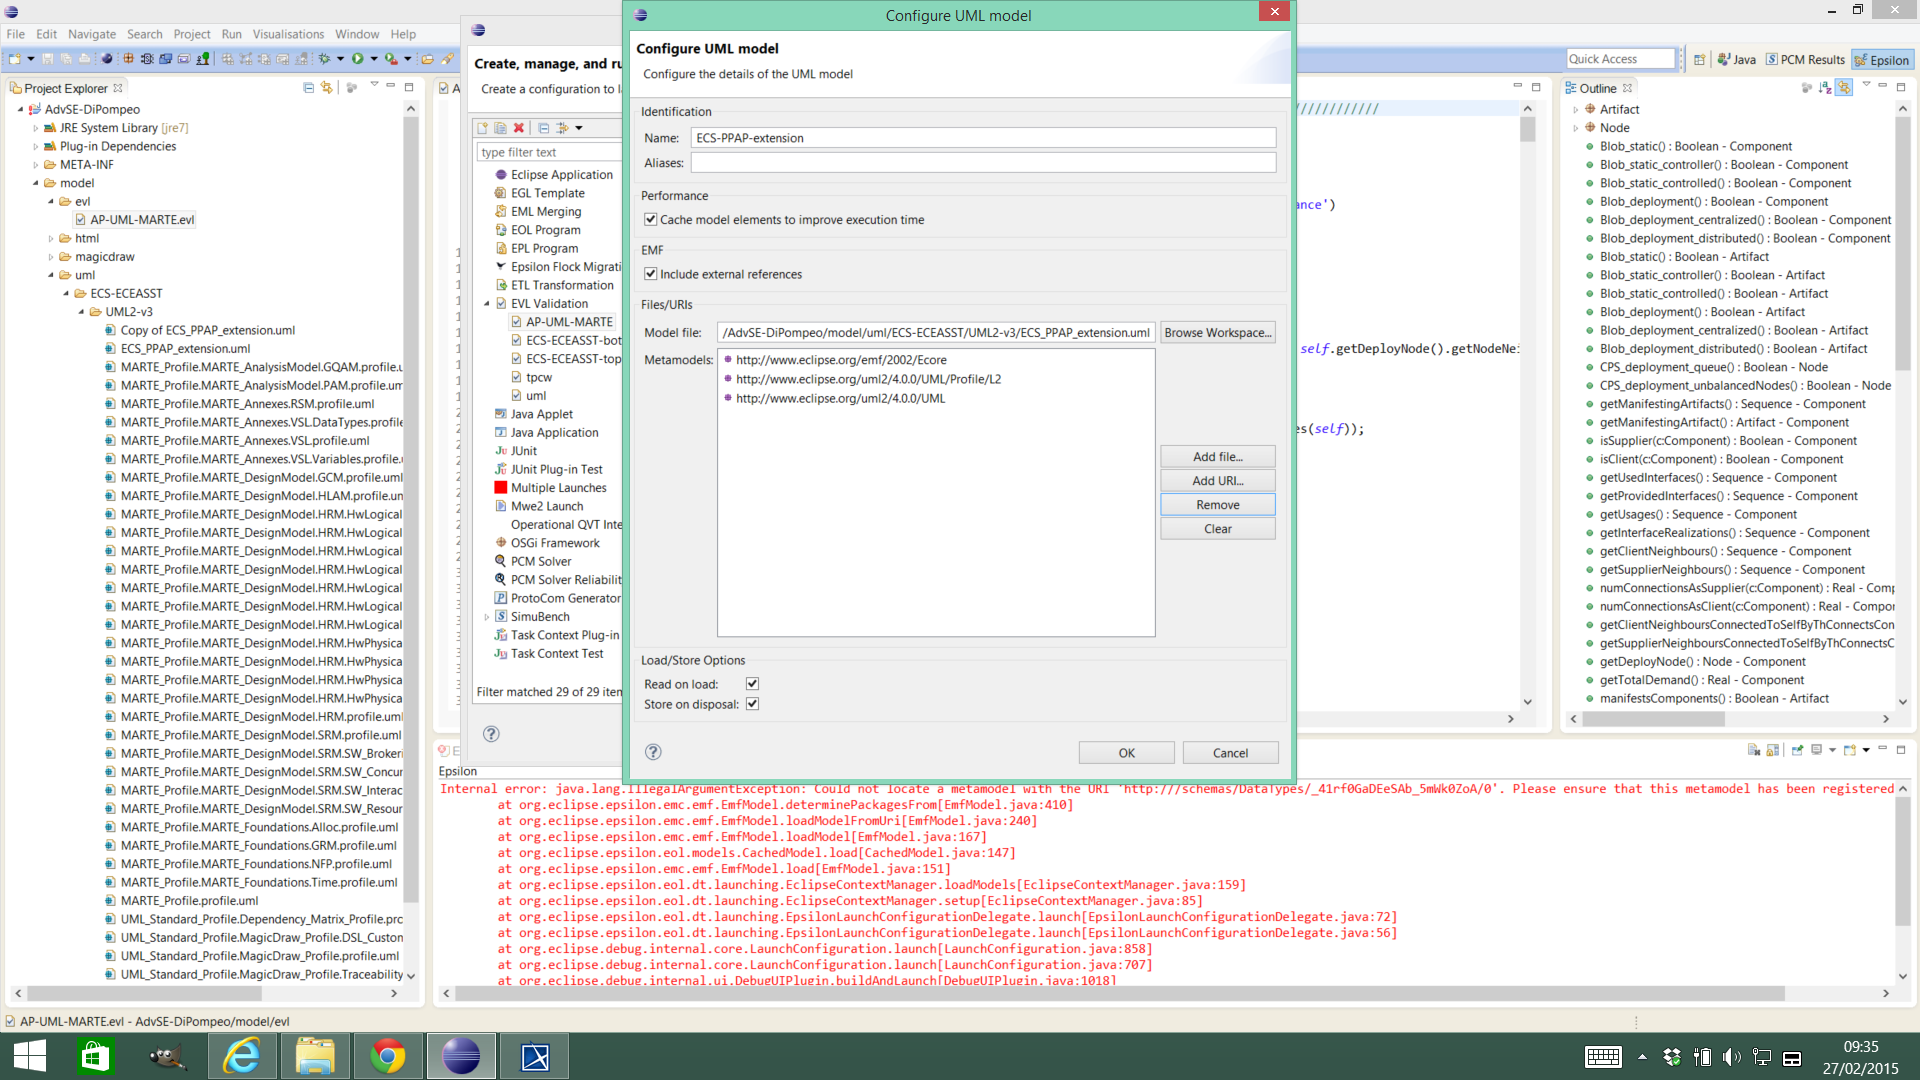 Configure UML model
File Edit Navigate Search Project Run Visualisations Window Help
Quick Access
Java
PCM Results
Epsilon
Project Explorer
AdvSE-DiPompeo
JRE System Library [jre7]
Plug-in Dependencies
META-INF
model
evl
AP-UML-MARTE.evl
html
magicdraw
uml
ECS-ECEASST
UML2-v3
Copy of ECS_PPAP_extension.uml
ECS_PPAP_extension.uml
MARTE_Profile.MARTE_AnalysisModel.GQAM.profile.u
MARTE_Profile.MARTE_AnalysisModel.PAM.profile.um
MARTE_Profile.MARTE_Annexes.RSM.profile.uml
MARTE_Profile.MARTE_Annexes.VSL.DataTypes.profile
MARTE_Profile.MARTE_Annexes.VSL.profile.uml
MARTE_Profile.MARTE_Annexes.VSL.Variables.profile.u
MARTE_Profile.MARTE_DesignModel.GCM.profile.uml
MARTE_Profile.MARTE_DesignModel.HLAM.profile.um
MARTE_Profile.MARTE_DesignModel.HRM.HwLogical
MARTE_Profile.MARTE_DesignModel.HRM.HwLogical
MARTE_Profile.MARTE_DesignModel.HRM.HwLogical
MARTE_Profile.MARTE_DesignModel.HRM.HwLogical
MARTE_Profile.MARTE_DesignModel.HRM.HwLogical
MARTE_Profile.MARTE_DesignModel.HRM.HwLogical
MARTE_Profile.MARTE_DesignModel.HRM.HwPhysica
MARTE_Profile.MARTE_DesignModel.HRM.HwPhysica
MARTE_Profile.MARTE_DesignModel.HRM.HwPhysica
MARTE_Profile.MARTE_DesignModel.HRM.HwPhysica
MARTE_Profile.MARTE_DesignModel.HRM.profile.uml
MARTE_Profile.MARTE_DesignModel.SRM.profile.uml
MARTE_Profile.MARTE_DesignModel.SRM.SW_Brokeri
MARTE_Profile.MARTE_DesignModel.SRM.SW_Concur
MARTE_Profile.MARTE_DesignModel.SRM.SW_Interac
MARTE_Profile.MARTE_DesignModel.SRM.SW_Resour
MARTE_Profile.MARTE_Foundations.Alloc.profile.uml
MARTE_Profile.MARTE_Foundations.GRM.profile.uml
MARTE_Profile.MARTE_Foundations.NFP.profile.uml
MARTE_Profile.MARTE_Foundations.Time.profile.uml
MARTE_Profile.profile.uml
UML_Standard_Profile.Dependency_Matrix_Profile.prc
UML_Standard_Profile.MagicDraw_Profile.DSL_Custon
UML_Standard_Profile.MagicDraw_Profile.profile.uml
UML_Standard_Profile.MagicDraw_Profile.Traceability
Create, manage, and ru
Create a configuration to la
type filter text
Eclipse Application
EGL Template
EML Merging
EOL Program
EPL Program
Epsilon Flock Migrati
ETL Transformation
EVL Validation
AP-UML-MARTE
ECS-ECEASST-bot
ECS-ECEASST-top
tpcw
uml
Java Applet
Java Application
JUnit
JUnit Plug-in Test
Multiple Launches
Mwe2 Launch
Operational QVT Inte
OSGi Framework
PCM Solver
PCM Solver Reliabilit
ProtoCom Generator
SimuBench
Task Context Plug-in
Task Context Test
Filter matched 29 of 29 iten
Configure UML model
Configure the details of the UML model
Identification
Name: ECS-PPAP-extension
Aliases:
Performance
Cache model elements to improve execution time
EMF
Include external references
Files/URIs
Model file: /AdvSE-DiPompeo/model/uml/ECS-ECEASST/UML2-v3/ECS_PPAP_extension.uml Browse Workspace...
Metamodels:
http://www.eclipse.org/emf/2002/Ecore
http://www.eclipse.org/uml2/4.0.0/UML/Profile/L2
http://www.eclipse.org/uml2/4.0.0/UML
Add file...
Add URI...
Remove
Clear
Load/Store Options
Read on load:
Store on disposal:
OK Cancel
////////////
ance')
self.getDeployNode().getNodeNei
es(self));
Outline
Artifact
Node
Blob_static() : Boolean - Component
Blob_static_controller() : Boolean - Component
Blob_static_controlled() : Boolean - Component
Blob_deployment() : Boolean - Component
Blob_deployment_centralized() : Boolean - Component
Blob_deployment_distributed() : Boolean - Component
Blob_static() : Boolean - Artifact
Blob_static_controller() : Boolean - Artifact
Blob_static_controlled() : Boolean - Artifact
Blob_deployment() : Boolean - Artifact
Blob_deployment_centralized() : Boolean - Artifact
Blob_deployment_distributed() : Boolean - Artifact
CPS_deployment_queue() : Boolean - Node
CPS_deployment_unbalancedNodes() : Boolean - Node
getManifestingArtifacts() : Sequence - Component
getManifestingArtifact() : Artifact - Component
isSupplier(c:Component) : Boolean - Component
isClient(c:Component) : Boolean - Component
getUsedInterfaces() : Sequence - Component
getProvidedInterfaces() : Sequence - Component
getUsages() : Sequence - Component
getInterfaceRealizations() : Sequence - Component
getClientNeighbours() : Sequence - Component
getSupplierNeighbours() : Sequence - Component
numConnectionsAsSupplier(c:Component) : Real - Comp
numConnectionsAsClient(c:Component) : Real - Compor
getClientNeighboursConnectedToSelfByThConnectsCon
getSupplierNeighboursConnectedToSelfByThConnectsC
getDeployNode() : Node - Component
getTotalDemand() : Real - Component
manifestsComponents() : Boolean - Artifact
Epsilon
Internal error: java.lang.IllegalArgumentException: Could not locate a metamodel with the URI 'http:///schemas/DataTypes/_41rf0GaDEeSAb_5mWk0ZoA/0'. Please ensure that this metamodel has been registered
at org.eclipse.epsilon.emc.emf.EmfModel.determinePackagesFrom[EmfModel.java:410]
at org.eclipse.epsilon.emc.emf.EmfModel.loadModelFromUri[EmfModel.java:240]
at org.eclipse.epsilon.emc.emf.EmfModel.loadModel[EmfModel.java:167]
at org.eclipse.epsilon.eol.models.CachedModel.load[CachedModel.java:147]
at org.eclipse.epsilon.emc.emf.EmfModel.load[EmfModel.java:151]
at org.eclipse.epsilon.eol.dt.launching.EclipseContextManager.loadModels[EclipseContextManager.java:159]
at org.eclipse.epsilon.eol.dt.launching.EclipseContextManager.setup[EclipseContextManager.java:85]
at org.eclipse.epsilon.eol.dt.launching.EpsilonLaunchConfigurationDelegate.launch[EpsilonLaunchConfigurationDelegate.java:72]
at org.eclipse.epsilon.eol.dt.launching.EpsilonLaunchConfigurationDelegate.launch[EpsilonLaunchConfigurationDelegate.java:56]
at org.eclipse.debug.internal.core.LaunchConfiguration.launch[LaunchConfiguration.java:858]
at org.eclipse.debug.internal.core.LaunchConfiguration.launch[LaunchConfiguration.java:707]
at org.eclipse.debug.internal.ui.DebugUIPlugin.buildAndLaunch[DebugUIPlugin.java:1018]
AP-UML-MARTE.evl - AdvSE-DiPompeo/model/evl
09:35
27/02/2015